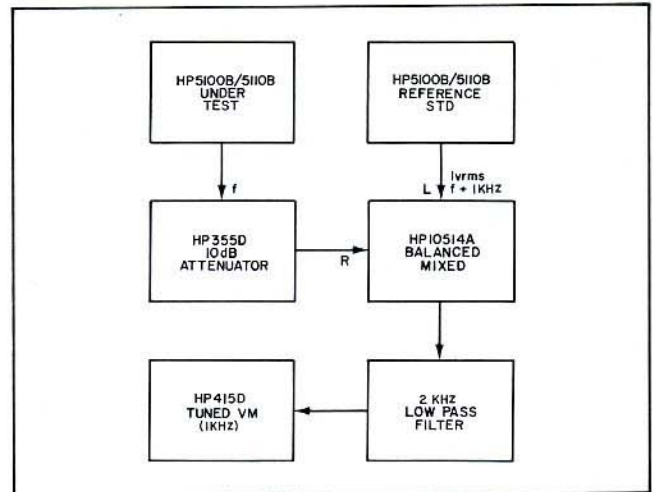 HP5100B/5110B
UNDER
TEST
HP5100B/5110B
REFERENCE
STD
f
L
1vrms
f + 1KHZ
HP355D
10dB
ATTENUATOR
R
HP10514A
BALANCED
MIXED
HP415D
TUNED VM
(1KHZ)
2 KHZ
LOW PASS
FILTER